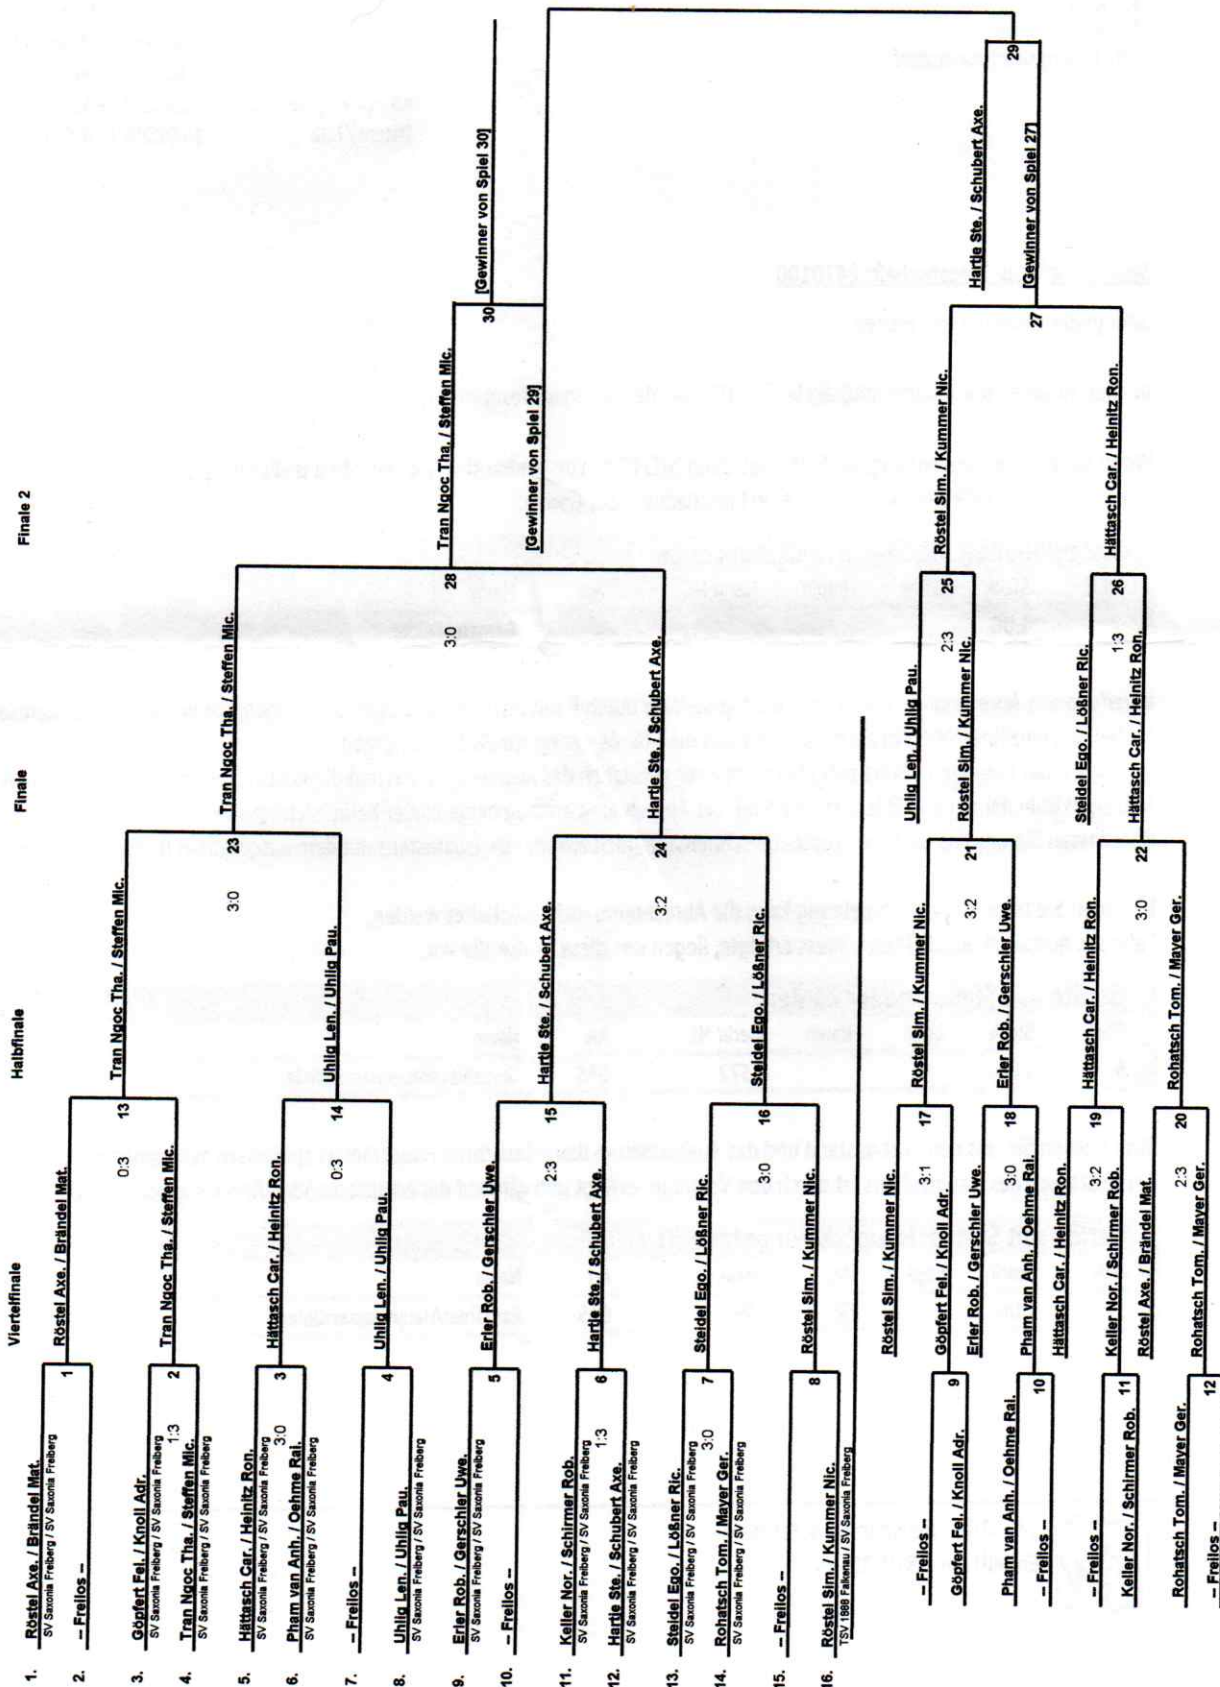 Viertelfinale
Halbfinale
Finale
Finale 2
1. Röstel Axe. / Brändel Mat.
SV Saxonia Freiberg / SV Saxonia Freiberg
1
Röstel Axe. / Brändel Mat.
2. -- Freilos --
13
Tran Ngoc Tha. / Steffen Mic.
0:3
3. Göpfert Fel. / Knoll Adr.
SV Saxonia Freiberg / SV Saxonia Freiberg
2
1:3
Tran Ngoc Tha. / Steffen Mic.
4. Tran Ngoc Tha. / Steffen Mic.
SV Saxonia Freiberg / SV Saxonia Freiberg
23
Tran Ngoc Tha. / Steffen Mic.
3:0
5. Hättasch Car. / Heinitz Ron.
SV Saxonia Freiberg / SV Saxonia Freiberg
3
3:0
Hättasch Car. / Heinitz Ron.
6. Pham van Anh. / Oehme Rai.
SV Saxonia Freiberg / SV Saxonia Freiberg
14
Uhlig Len. / Uhlig Pau.
0:3
7. -- Freilos --
4
Uhlig Len. / Uhlig Pau.
8. Uhlig Len. / Uhlig Pau.
SV Saxonia Freiberg / SV Saxonia Freiberg
28
Tran Ngoc Tha. / Steffen Mic.
3:0
30
[Gewinner von Spiel 30]
[Gewinner von Spiel 29]
9. Erler Rob. / Gerschler Uwe.
SV Saxonia Freiberg / SV Saxonia Freiberg
5
Erler Rob. / Gerschler Uwe.
10. -- Freilos --
15
Hartle Ste. / Schubert Axe.
2:3
11. Keller Nor. / Schirmer Rob.
SV Saxonia Freiberg / SV Saxonia Freiberg
6
1:3
Hartle Ste. / Schubert Axe.
12. Hartle Ste. / Schubert Axe.
SV Saxonia Freiberg / SV Saxonia Freiberg
24
Hartle Ste. / Schubert Axe.
3:2
13. Steidel Ego. / Lößner Ric.
SV Saxonia Freiberg / SV Saxonia Freiberg
7
3:0
Steidel Ego. / Lößner Ric.
14. Rohatsch Tom. / Mayer Ger.
SV Saxonia Freiberg / SV Saxonia Freiberg
16
Steidel Ego. / Lößner Ric.
3:0
15. -- Freilos --
8
Röstel Sim. / Kummer Nic.
16. Röstel Sim. / Kummer Nic.
TSV 1888 Falkenau / SV Saxonia Freiberg
Röstel Sim. / Kummer Nic.
17
3:1
Röstel Sim. / Kummer Nic.
-- Freilos --
9
Göpfert Fel. / Knoll Adr.
Göpfert Fel. / Knoll Adr.
Uhlig Len. / Uhlig Pau.
25
2:3
Röstel Sim. / Kummer Nic.
21
3:2
Röstel Sim. / Kummer Nic.
Erler Rob. / Gerschler Uwe.
18
3:0
Erler Rob. / Gerschler Uwe.
Pham van Anh. / Oehme Rai.
10
Pham van Anh. / Oehme Rai.
-- Freilos --
Hartle Ste. / Schubert Axe.
29
27
[Gewinner von Spiel 27]
Hättasch Car. / Heinitz Ron.
19
3:2
Hättasch Car. / Heinitz Ron.
-- Freilos --
11
Keller Nor. / Schirmer Rob.
Keller Nor. / Schirmer Rob.
Steidel Ego. / Lößner Ric.
26
1:3
Hättasch Car. / Heinitz Ron.
22
3:0
Hättasch Car. / Heinitz Ron.
Röstel Axe. / Brändel Mat.
20
2:3
Rohatsch Tom. / Mayer Ger.
Rohatsch Tom. / Mayer Ger.
12
Rohatsch Tom. / Mayer Ger.
-- Freilos --